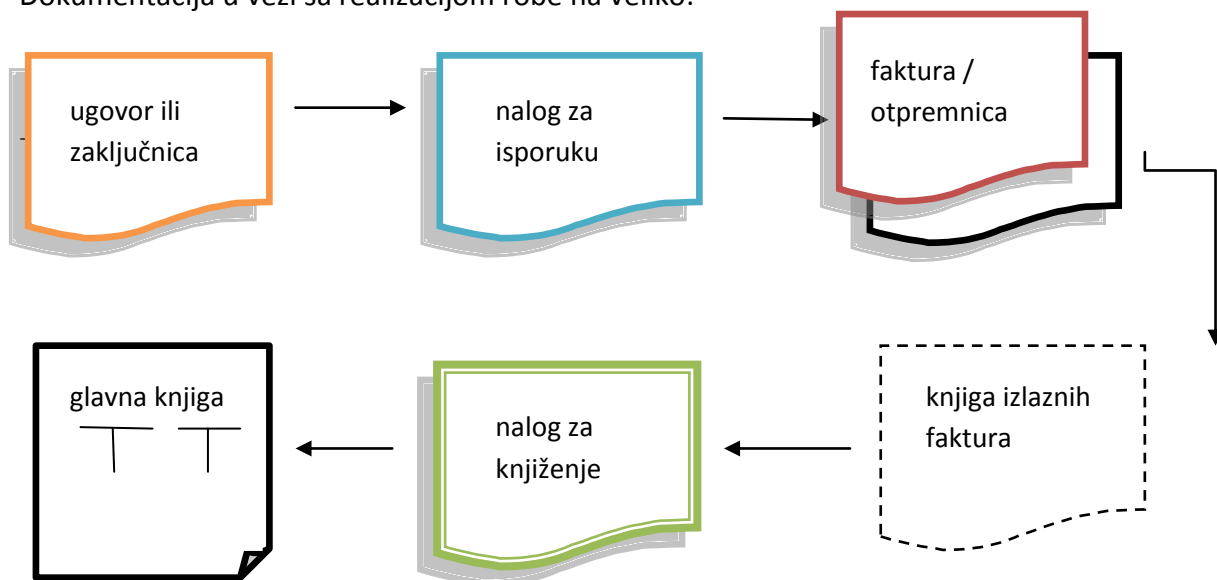 Dokumentacija u vezi sa realizacijom robe na veliko:
ugovor ili
zaključnica
nalog za
isporuku
faktura /
otpremnica
knjiga izlaznih
faktura
nalog za
knjiženje
glavna knjiga